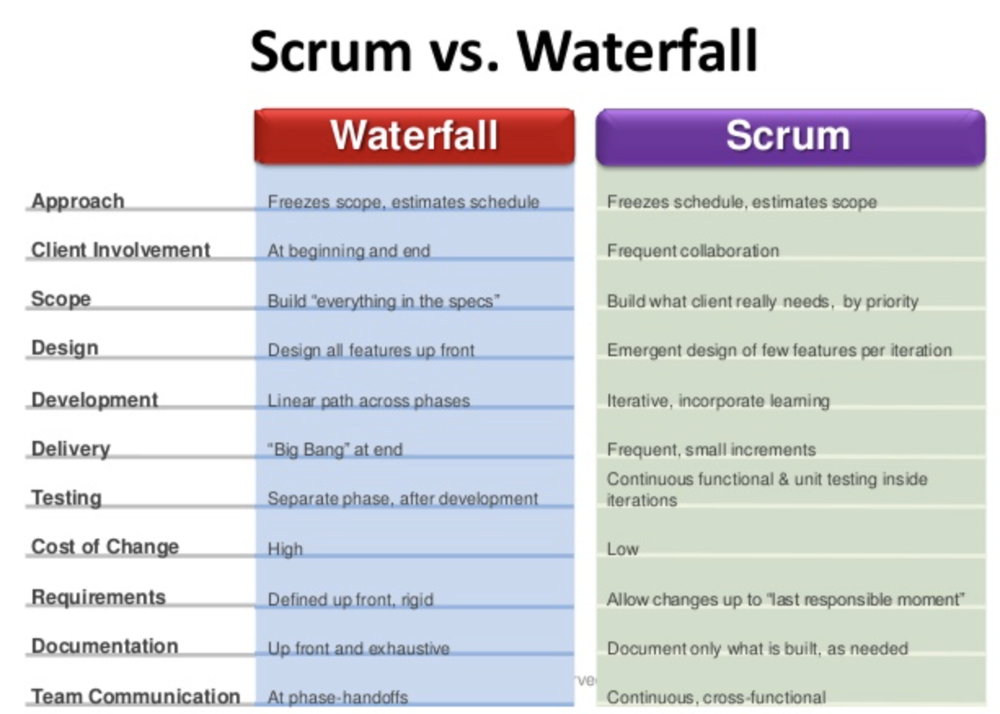 Scrum vs. Waterfall
Waterfall Scrum
Approach Freezes scope, estimates schedule Freezes schedule, estimates scope
Client Involvement At beginning and end Frequent collaboration
Scope Build “everything in the specs” Build what client really needs, by priority
Design Design all features up front Emergent design of few features per iteration
Development Linear path across phases Iterative, incorporate learning
Delivery “Big Bang” at end Frequent, small increments
Testing Separate phase, after development Continuous functional & unit testing inside
iterations
Cost of Change High Low
Requirements Defined up front, rigid Allow changes up to “last responsible moment”
Documentation Up front and exhaustive Document only what is built, as needed
Team Communication At phase-handoffs Continuous, cross-functional